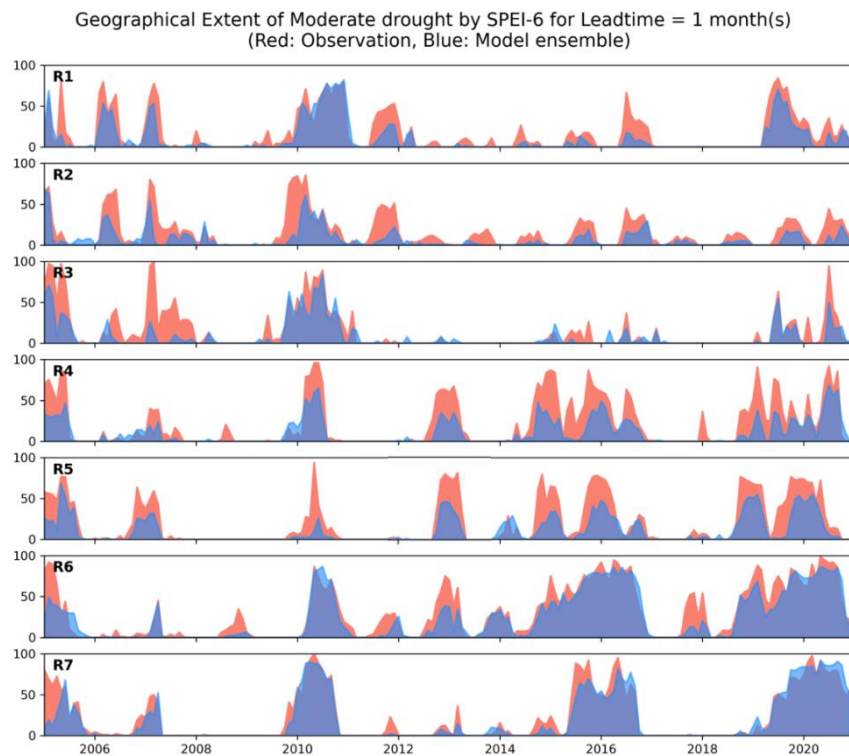 Geographical Extent of Moderate drought by SPEI-6 for Leadtime = 1 month(s)
(Red: Observation, Blue: Model ensemble)
100
R1
50
0
100
R2
50
0
100
R3
50
0
100
R4
50
0
100
R5
50
0
100
R6
50
0
100
R7
50
0
2006 2008 2010 2012 2014 2016 2018 2020